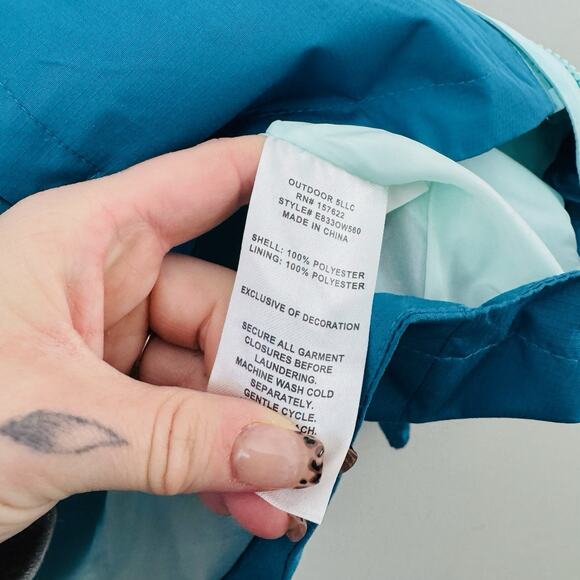 OUTDOOR 5LLC
RN# 157622
STYLE# E833OW560
MADE IN CHINA
SHELL: 100% POLYESTER
LINING: 100% POLYESTER
EXCLUSIVE OF DECORATION
SECURE ALL GARMENT
CLOSURES BEFORE
LAUNDERING.
MACHINE WASH COLD
SEPARATELY.
GENTLE CYCLE.